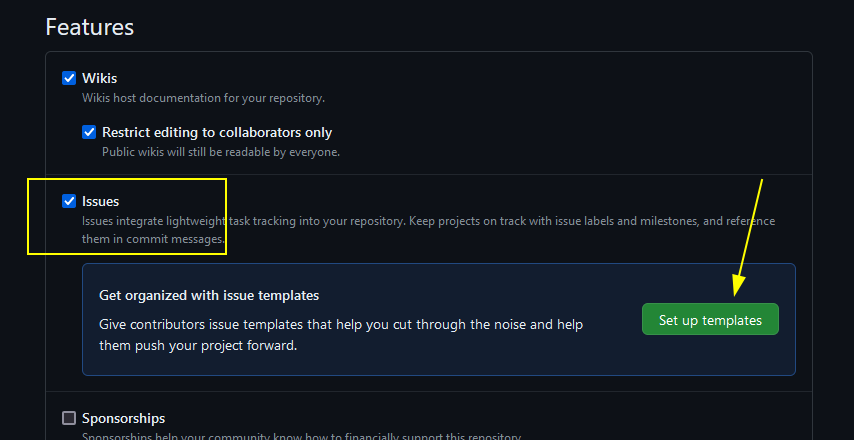 Features
Wikis
Wikis host documentation for your repository.
Restrict editing to collaborators only
Public wikis will still be readable by everyone.
Issues
Issues integrate lightweight task tracking into your repository. Keep projects on track with issue labels and milestones, and reference
them in commit messages.
Get organized with issue templates
Give contributors issue templates that help you cut through the noise and help
them push your project forward.
Set up templates
Sponsorships
Sponsorships help your community know how to financially support this repository.